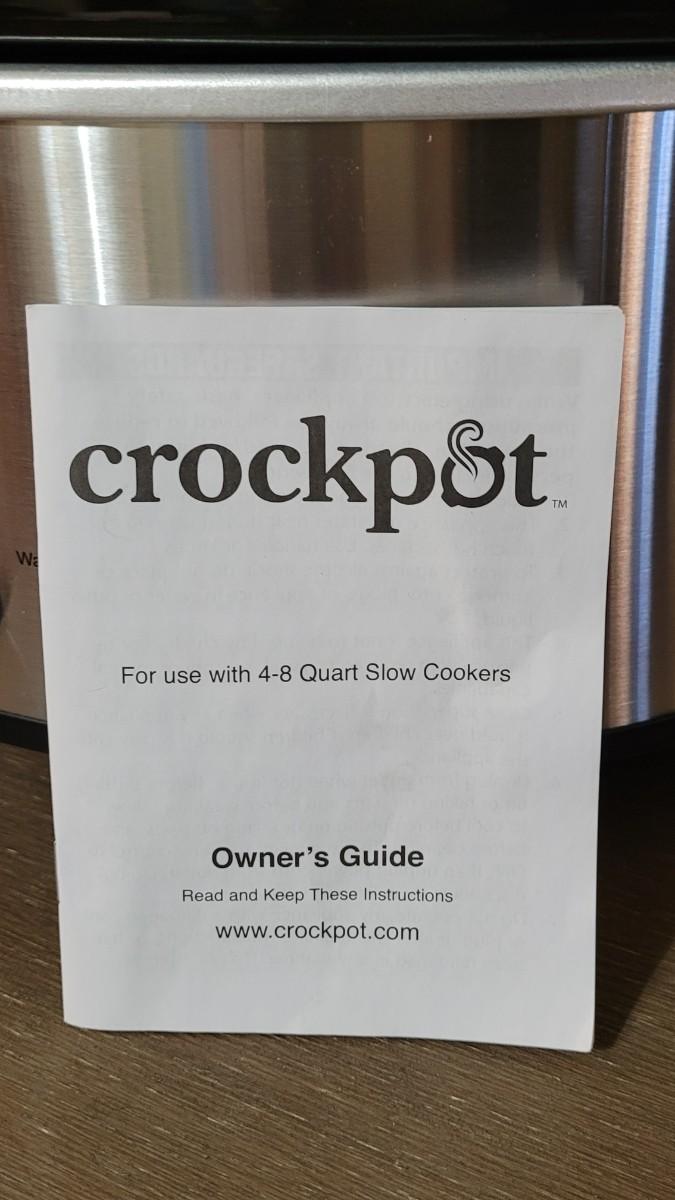 crockpot™
For use with 4-8 Quart Slow Cookers
Owner's Guide
Read and Keep These Instructions
www.crockpot.com